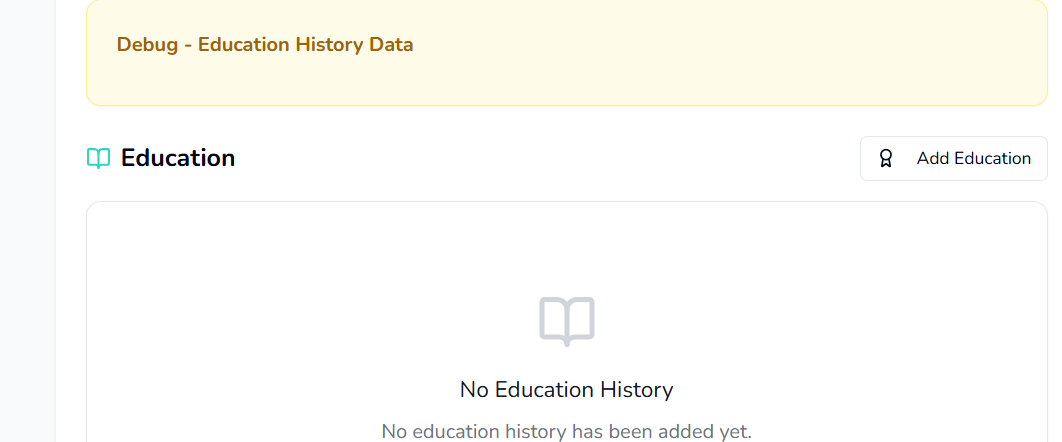 Debug - Education History Data
Education
Add Education
No Education History
No education history has been added yet.